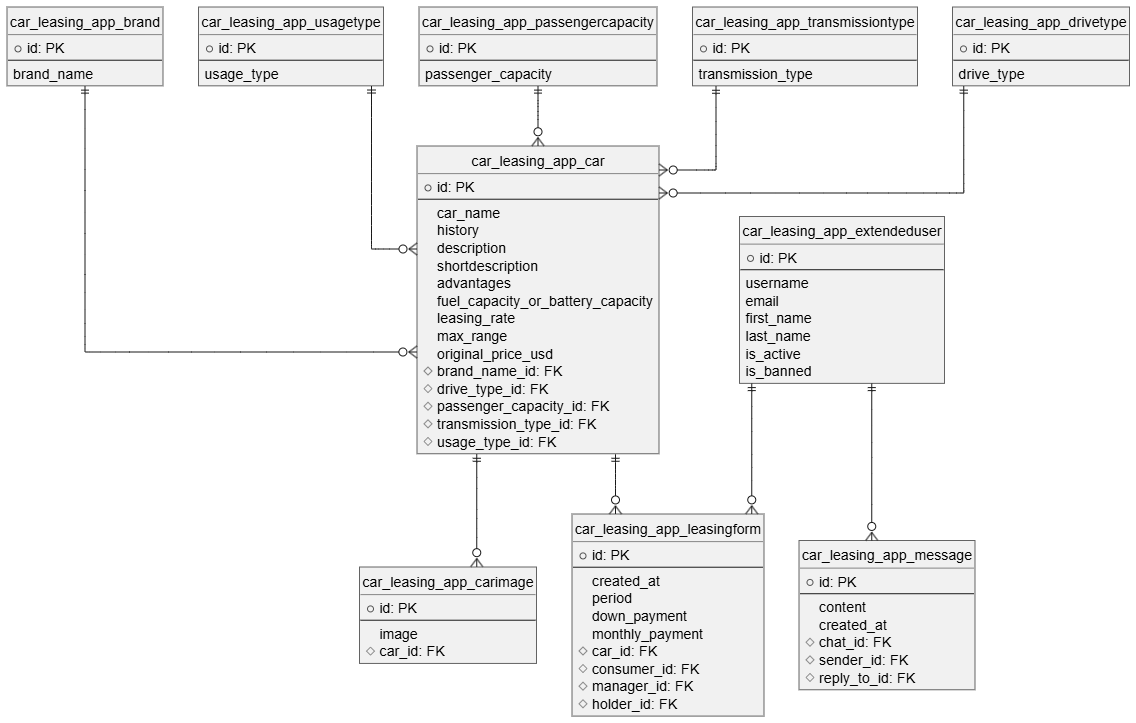 car_leasing_app_brand
id: PK
brand_name
car_leasing_app_usagetype
id: PK
usage_type
car_leasing_app_passengercapacity
id: PK
passenger_capacity
car_leasing_app_transmissiontype
id: PK
transmission_type
car_leasing_app_drivetype
id: PK
drive_type
car_leasing_app_car
id: PK
car_name
history
description
shortdescription
advantages
fuel_capacity_or_battery_capacity
leasing_rate
max_range
original_price_usd
brand_name_id: FK
drive_type_id: FK
passenger_capacity_id: FK
transmission_type_id: FK
usage_type_id: FK
car_leasing_app_extendeduser
id: PK
username
email
first_name
last_name
is_active
is_banned
car_leasing_app_carimage
id: PK
image
car_id: FK
car_leasing_app_leasingform
id: PK
created_at
period
down_payment
monthly_payment
car_id: FK
consumer_id: FK
manager_id: FK
holder_id: FK
car_leasing_app_message
id: PK
content
created_at
chat_id: FK
sender_id: FK
reply_to_id: FK